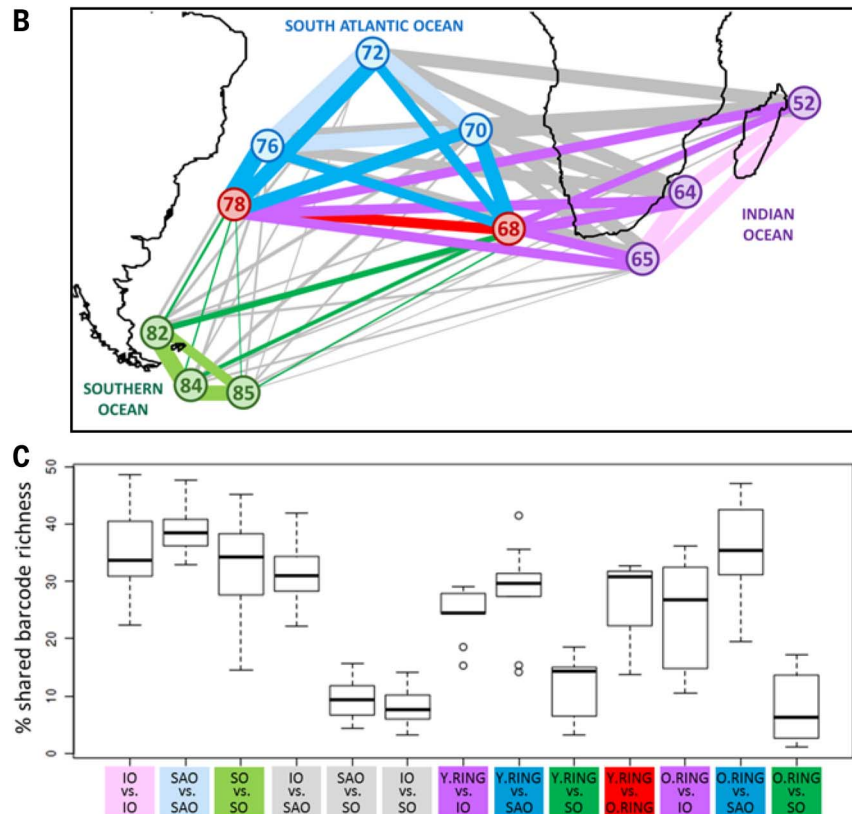 B
SOUTH ATLANTIC OCEAN
72
52
70
76
64
78
68
INDIAN
OCEAN
65
82
84
85
SOUTHERN
OCEAN
C
% shared barcode richness
50
40
30
20
10
0
IO
vs.
IO
SAO
vs.
SAO
SO
vs.
SO
IO
vs.
SAO
SAO
vs.
SO
IO
vs.
SO
Y.RING
vs.
IO
Y.RING
vs.
SAO
Y.RING
vs.
SO
Y.RING
vs.
O.RING
O.RING
vs.
IO
O.RING
vs.
SAO
O.RING
vs.
SO